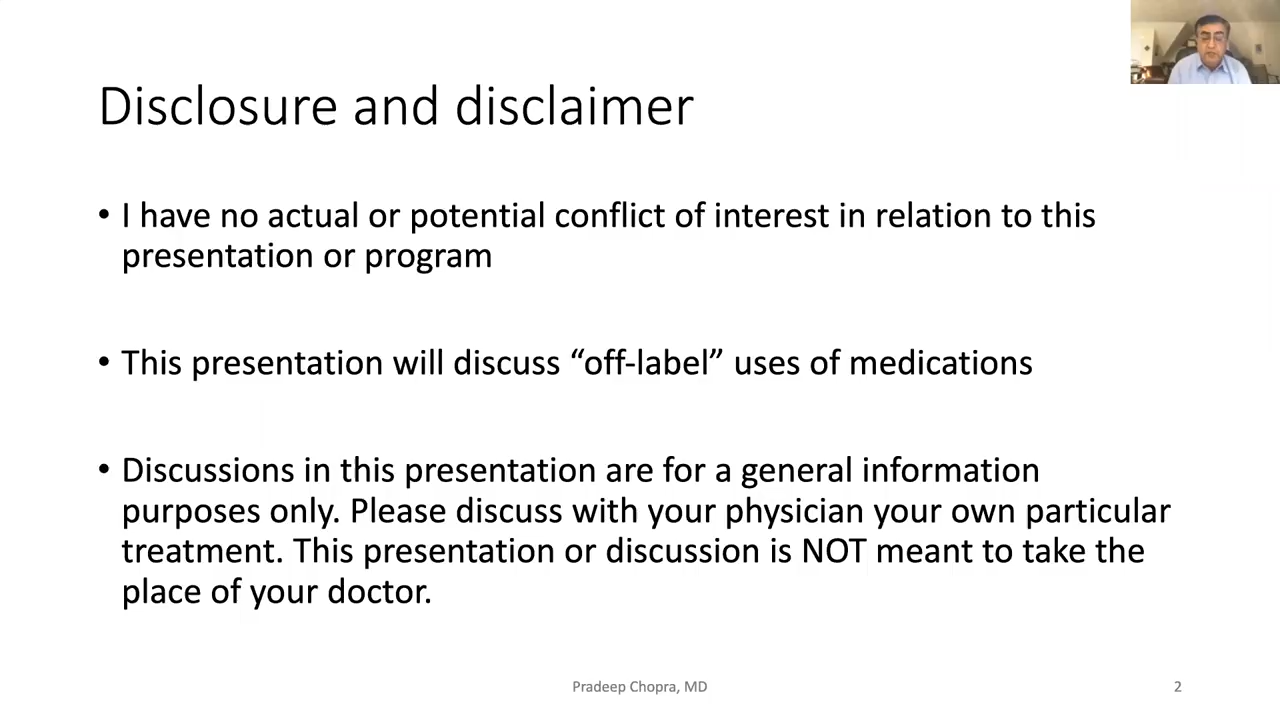 Disclosure and disclaimer
• I have no actual or potential conflict of interest in relation to this
presentation or program
• This presentation will discuss “off-label” uses of medications
• Discussions in this presentation are for a general information
purposes only. Please discuss with your physician your own particular
treatment. This presentation or discussion is NOT meant to take the
place of your doctor.
Pradeep Chopra, MD
2